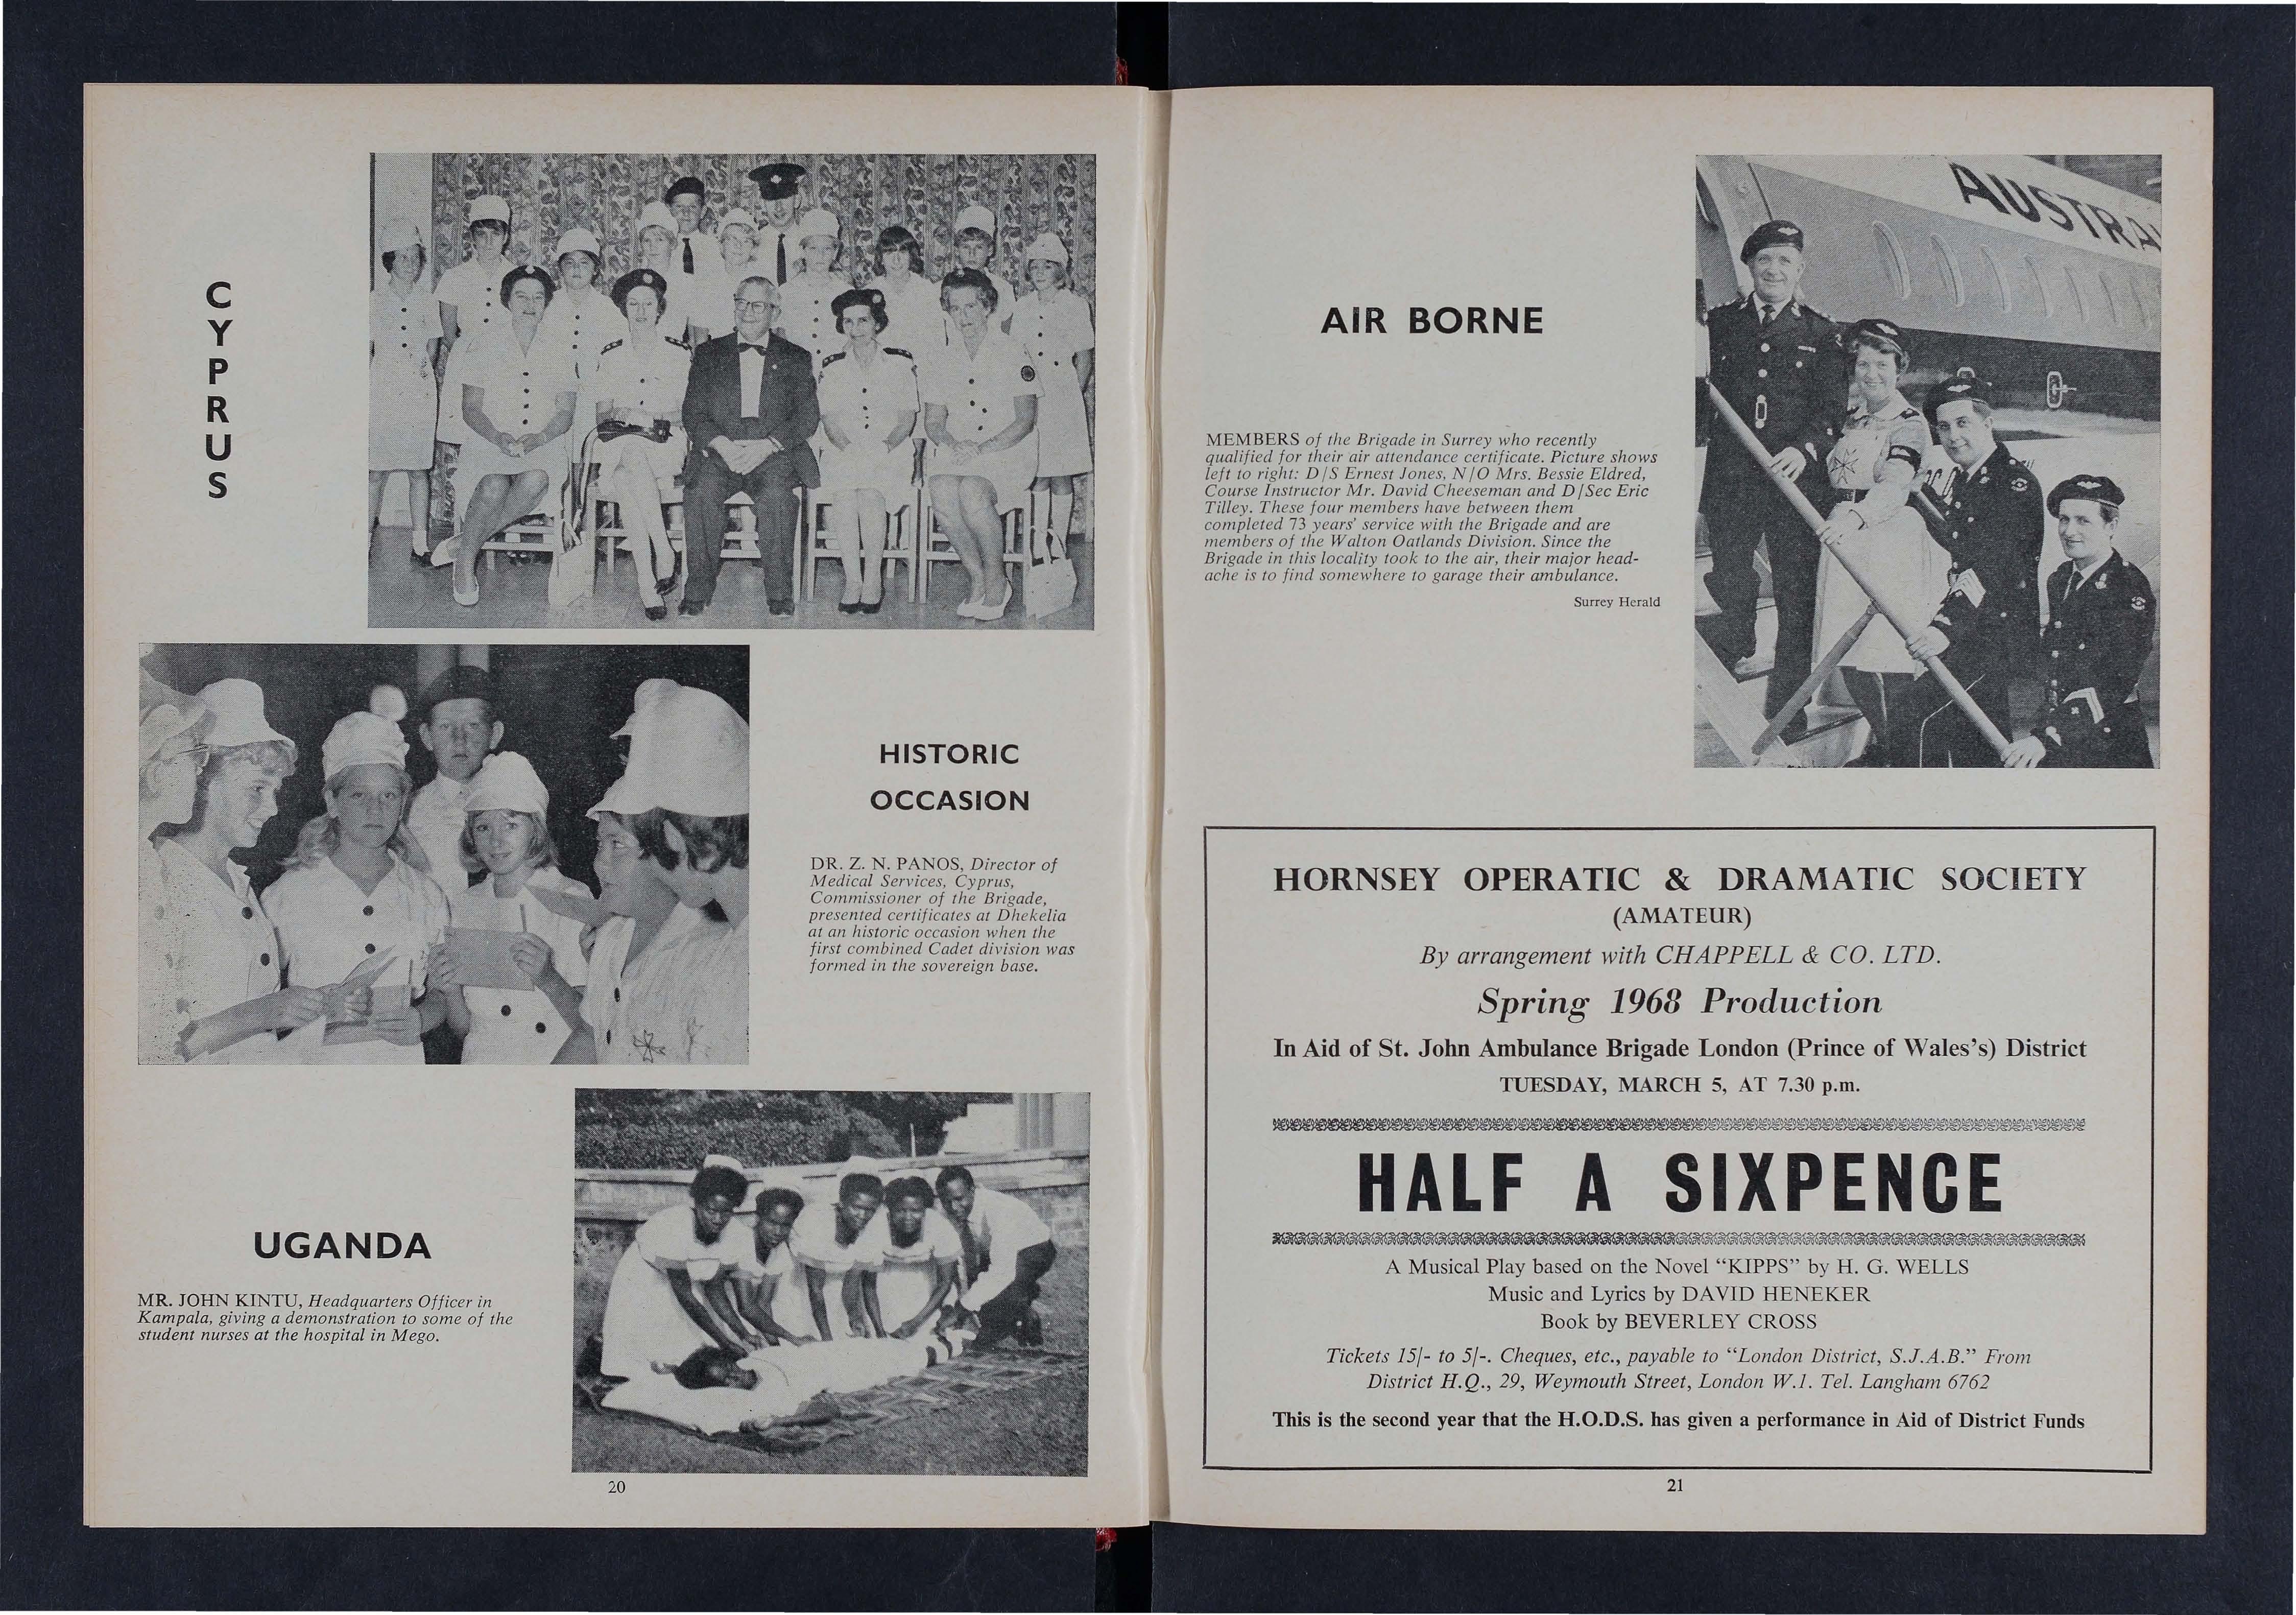 C
Y
P
R
U
S
HISTORIC
OCCASION
DR. Z. N. PANOS, Director of
Medical Services, Cyprus,
Commissioner of the Brigade,
presented certificates at Dhekelia
at an historic occasion when the
first combined Cadet division was
formed in the sovereign base.
UGANDA
MR. JOHN KINTU, Headquarters Officer in
Kampala, giving a demonstration to some of the
student nurses at the hospital in Mego.
20
AIR BORNE
MEMBERS of the Brigade in Surrey who recently
qualified for their air attendance certificate. Picture shows
left to right: D/S Ernest Jones, N/O Mrs. Bessie Eldred,
Course Instructor Mr. David Cheeseman and D/Sec Eric
Tilley. These four members have between them
completed 73 years' service with the Brigade and are
members of the Walton Oatlands Division. Since the
Brigade in this locality took to the air, their major head-
ache is to find somewhere to garage their ambulance.
Surrey Herald
AUSTRA
HORNSEY OPERATIC & DRAMATIC SOCIETY
(AMATEUR)
By arrangement with CHAPPELL & CO. LTD.
Spring 1968 Production
In Aid of St. John Ambulance Brigade London (Prince of Wales's) District
TUESDAY, MARCH 5, AT 7.30 p.m.
HALF A SIXPENCE
A Musical Play based on the Novel "KIPPS" by H. G. WELLS
Music and Lyrics by DAVID HENEKER
Book by BEVERLEY CROSS
Tickets 15/- to 5/-. Cheques, etc., payable to "London District, S.J.A.B." From
District H.Q., 29, Weymouth Street, London W.1. Tel. Langham 6762
This is the second year that the H.O.D.S. has given a performance in Aid of District Funds
21